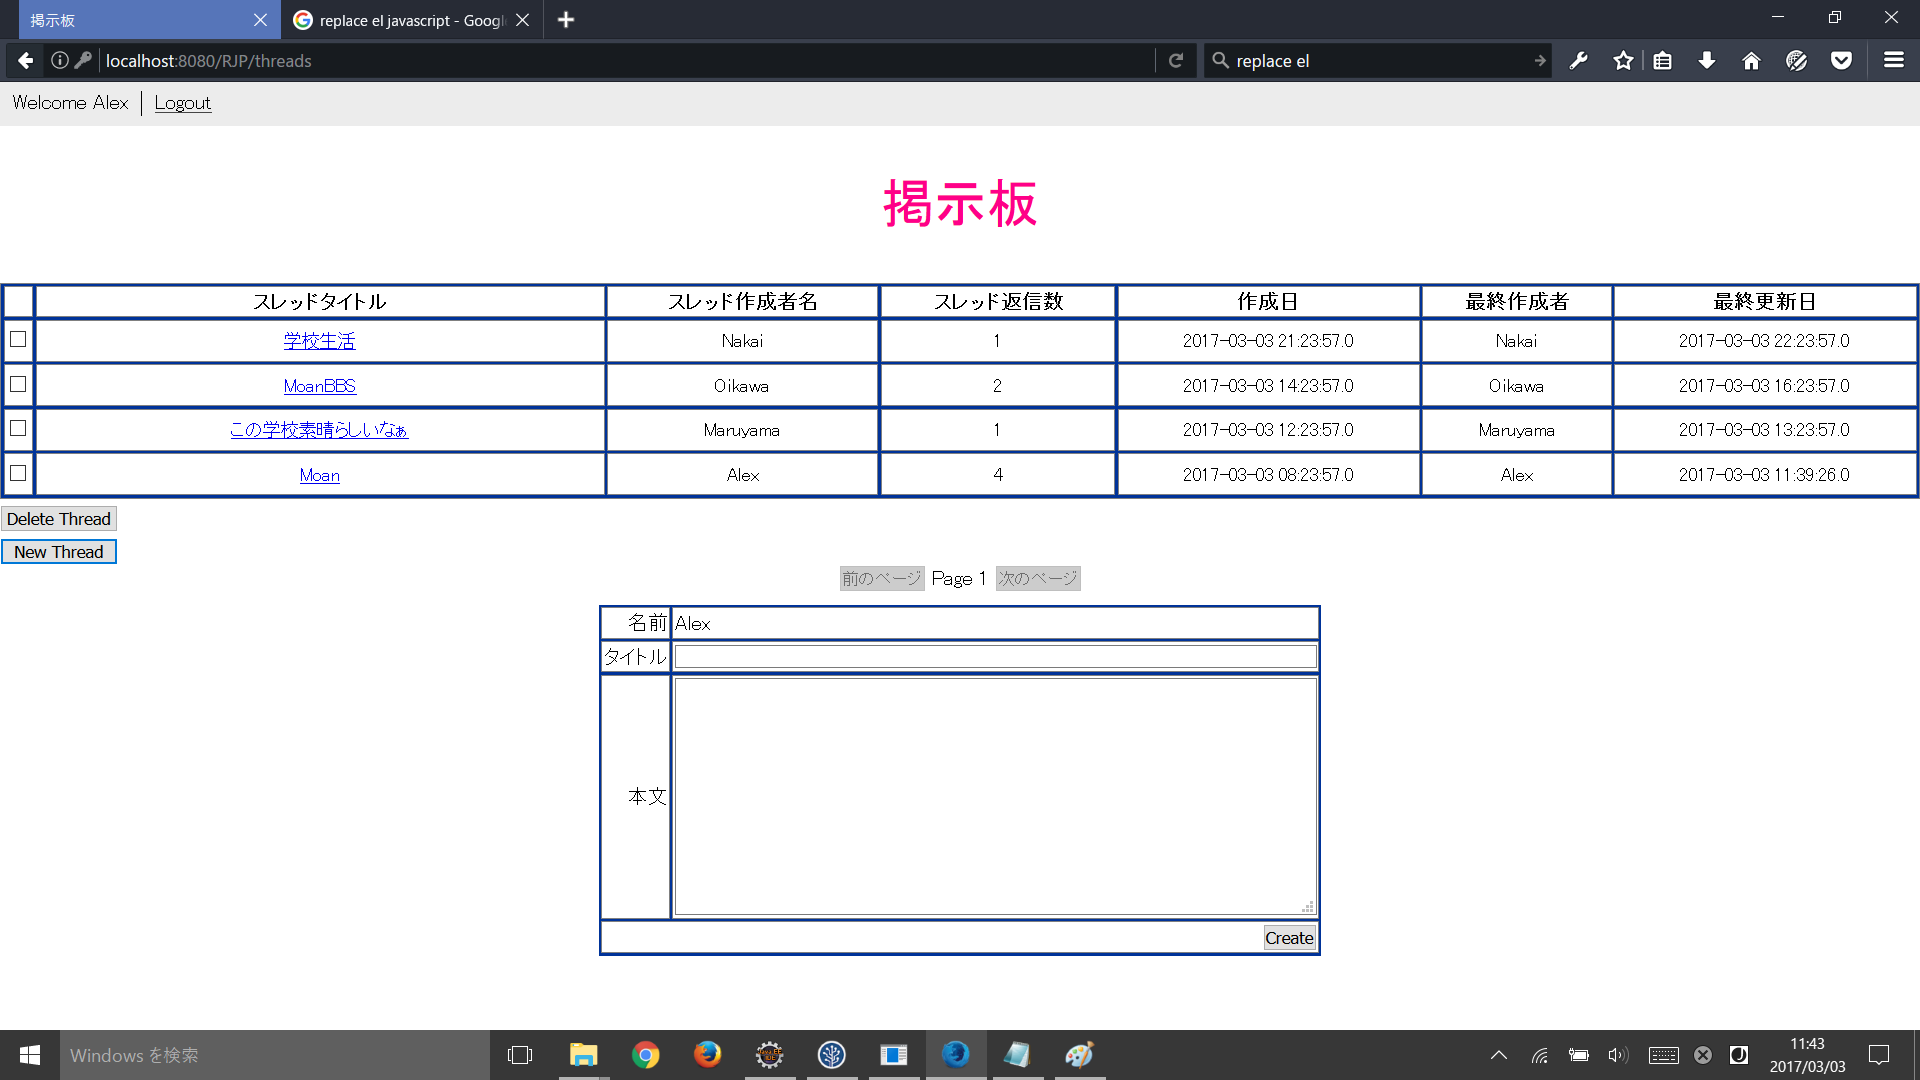 掲示板
replace el javascript - Googl
localhost:8080/RJP/threads
replace el
Welcome Alex
Logout
掲示板
スレッドタイトル スレッド作成者名 スレッド返信数 作成日 最終作成者 最終更新日
学校生活 Nakai 1 2017-03-03 21:23:57.0 Nakai 2017-03-03 22:23:57.0
MoanBBS Oikawa 2 2017-03-03 14:23:57.0 Oikawa 2017-03-03 16:23:57.0
この学校素晴らしいなぁ Maruyama 1 2017-03-03 12:23:57.0 Maruyama 2017-03-03 13:23:57.0
Moan Alex 4 2017-03-03 08:23:57.0 Alex 2017-03-03 11:39:26.0
Delete Thread
New Thread
前のページ Page 1 次のページ
名前 Alex
タイトル
本文
Create
Windows を検索
11:43
2017/03/03